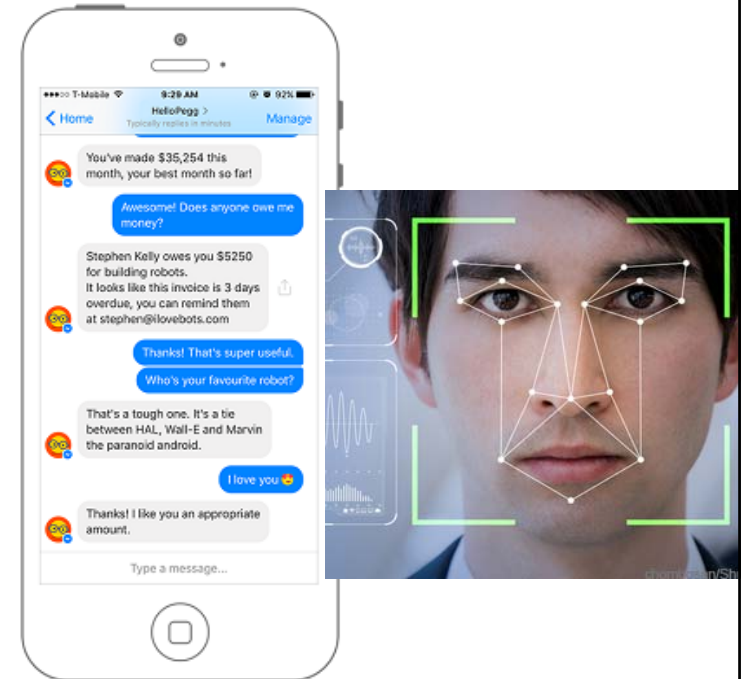 T-Mobile 9:29 AM 92%
Home HelloPegg > Manage
Typically replies in minutes
You've made $35,254 this
month, your best month so far!
Awesome! Does anyone owe me
money?
Stephen Kelly owes you $5250
for building robots.
It looks like this invoice is 3 days
overdue, you can remind them
at stephen@ilovebots.com
Thanks! That's super useful.
Who's your favourite robot?
That's a tough one. It's a tie
between HAL, Wall-E and Marvin
the paranoid android.
I love you 😍
Thanks! I like you an appropriate
amount.
Type a message...